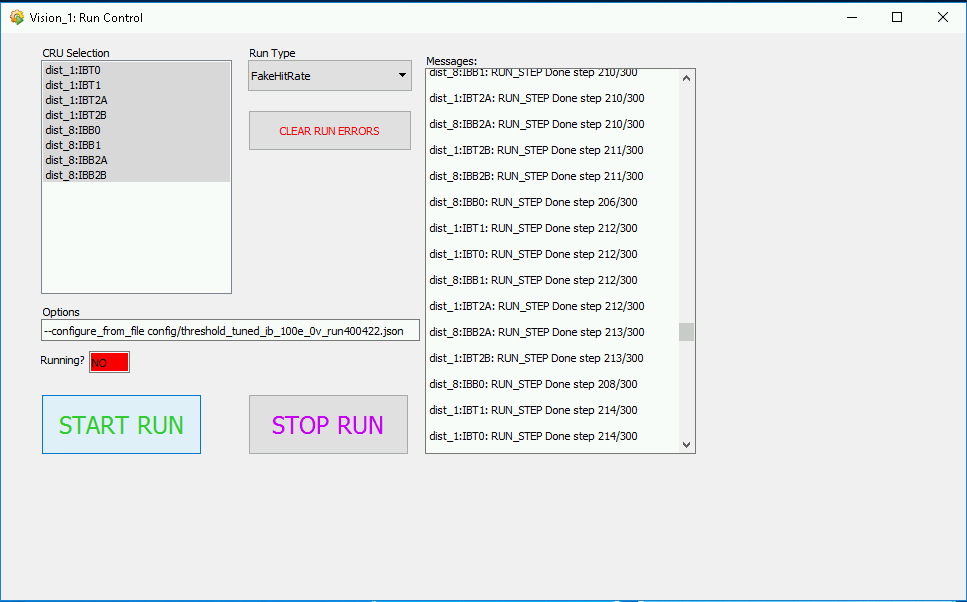 Vision_1: Run Control
CRU Selection
dist_1:IBT0
dist_1:IBT1
dist_1:IBT2A
dist_1:IBT2B
dist_8:IBB0
dist_8:IBB1
dist_8:IBB2A
dist_8:IBB2B
Run Type
FakeHitRate
CLEAR RUN ERRORS
Options
--configure_from_file config/threshold_tuned_ib_100e_0v_run400422.json
Running?
NO
START RUN
STOP RUN
Messages:
dist_8:IBB1: RUN_STEP Done step 210/300
dist_1:IBT2A: RUN_STEP Done step 210/300
dist_8:IBB2A: RUN_STEP Done step 210/300
dist_1:IBT2B: RUN_STEP Done step 211/300
dist_8:IBB2B: RUN_STEP Done step 211/300
dist_8:IBB0: RUN_STEP Done step 206/300
dist_1:IBT1: RUN_STEP Done step 212/300
dist_1:IBT0: RUN_STEP Done step 212/300
dist_8:IBB1: RUN_STEP Done step 212/300
dist_1:IBT2A: RUN_STEP Done step 212/300
dist_8:IBB2A: RUN_STEP Done step 213/300
dist_1:IBT2B: RUN_STEP Done step 213/300
dist_8:IBB0: RUN_STEP Done step 208/300
dist_1:IBT1: RUN_STEP Done step 214/300
dist_1:IBT0: RUN_STEP Done step 214/300